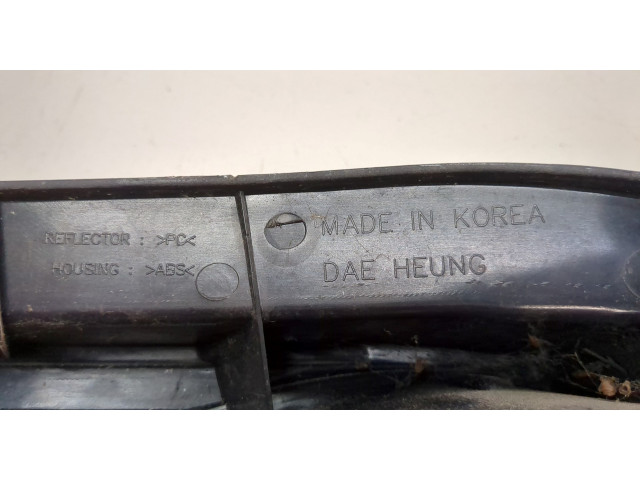 REFLECTOR : >PC<
HOUSING : >ABS<
MADE IN KOREA
DAE HEUNG